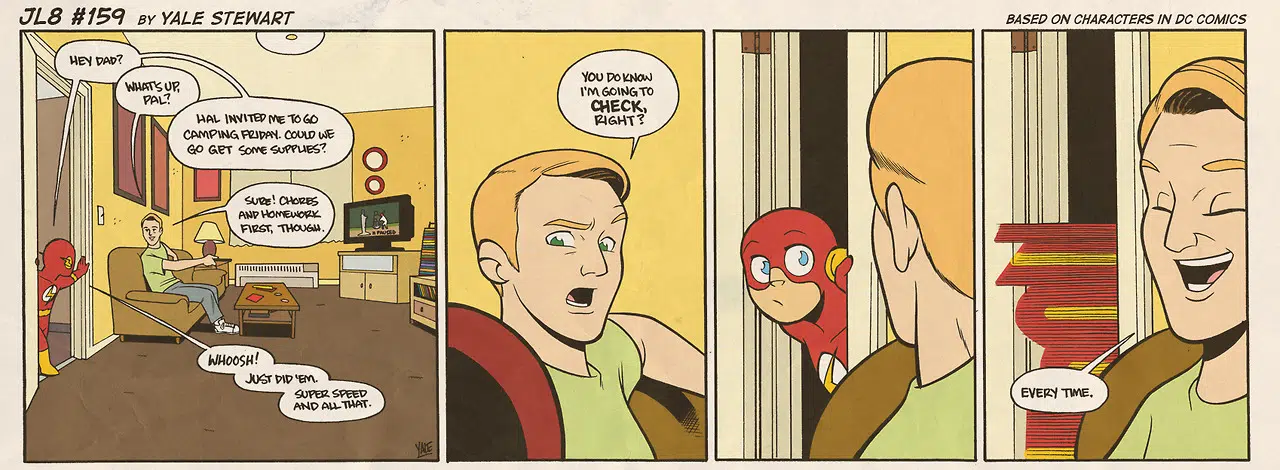 JL8 #159 BY YALE STEWART
BASED ON CHARACTERS IN DC COMICS
HEY DAD?
WHAT'S UP,
PAL?
HAL INVITED ME TO GO
CAMPING FRIDAY. COULD WE
GO GET SOME SUPPLIES?
SURE! CHORES
AND HOMEWORK
FIRST, THOUGH.
PAUSED
WHOOSH!
JUST DID 'EM.
SUPER SPEED
AND ALL THAT.
YALE
YOU DO KNOW
I'M GOING TO
CHECK,
RIGHT?
EVERY TIME.